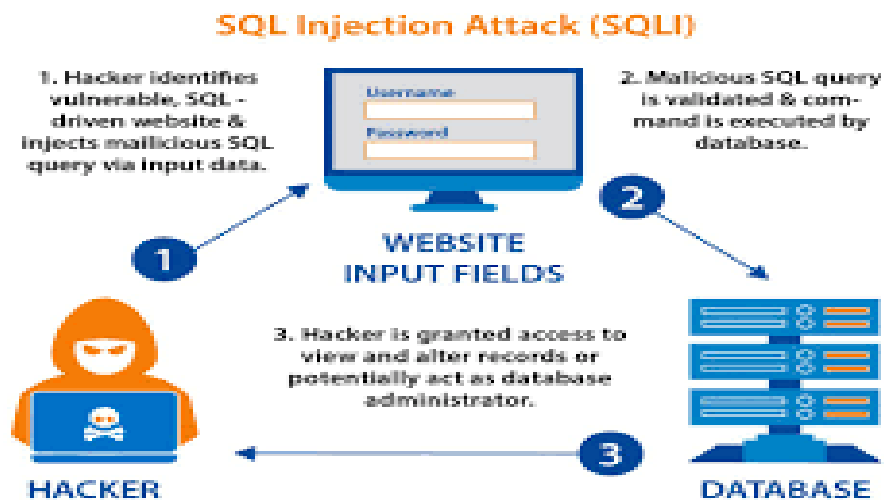 SQL Injection Attack (SQLI)
1. Hacker identifies
vulnerable, SQL -
driven website &
injects mailicious SQL
query via input data.
Username
Password
2. Malicious SQL query
is validated & com-
mand is executed by
database.
1
2
WEBSITE
INPUT FIELDS
3. Hacker is granted access to
view and alter records or
potentially act as database
administrator.
3
HACKER
DATABASE